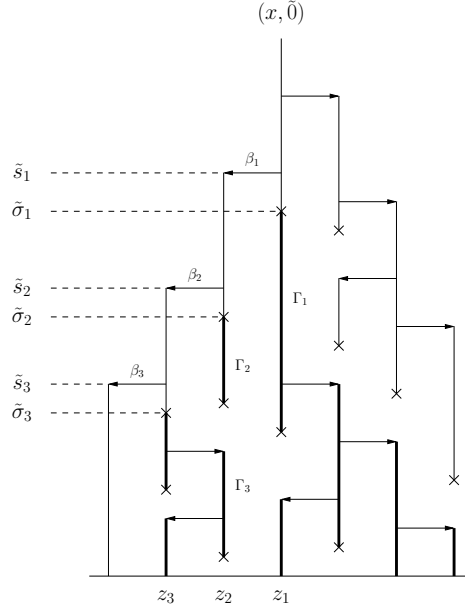 (x, 0̃)
β₁
s̃₁
σ̃₁
β₂
s̃₂
Γ₁
σ̃₂
Γ₂
β₃
s̃₃
σ̃₃
Γ₃
z₃ z₂ z₁